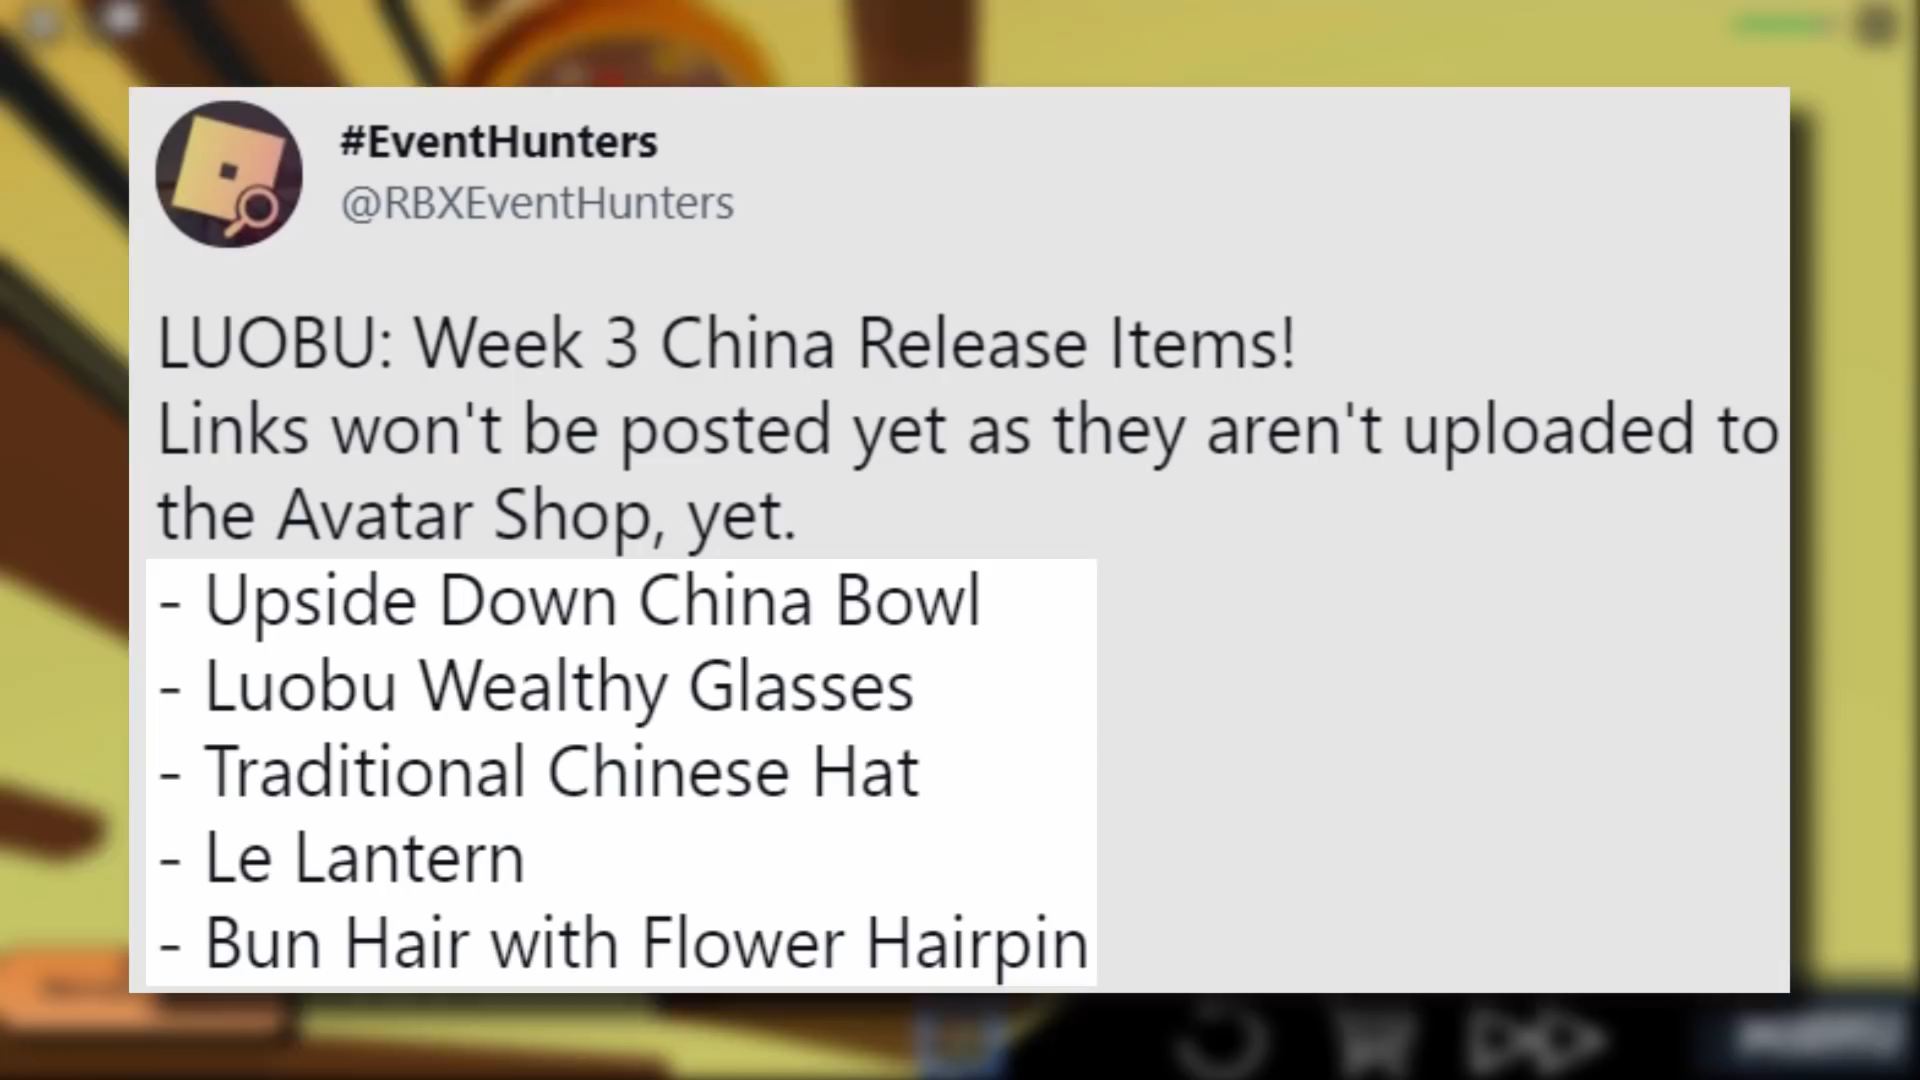 #EventHunters
@RBXEventHunters
LUOBU: Week 3 China Release Items!
Links won't be posted yet as they aren't uploaded to
the Avatar Shop, yet.
- Upside Down China Bowl
- Luobu Wealthy Glasses
- Traditional Chinese Hat
- Le Lantern
- Bun Hair with Flower Hairpin